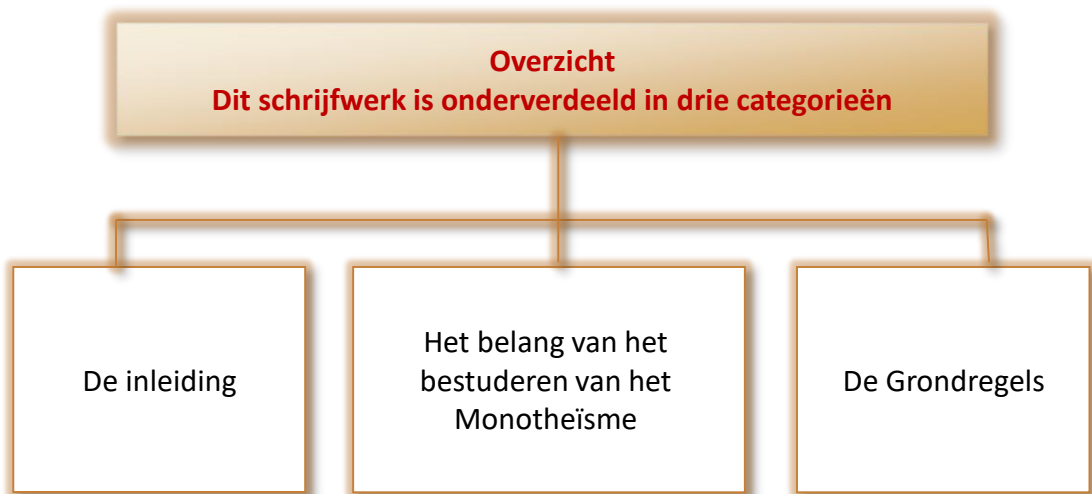 Overzicht
Dit schrijfwerk is onderverdeeld in drie categorieën
De inleiding
Het belang van het
bestuderen van het
Monotheïsme
De Grondregels